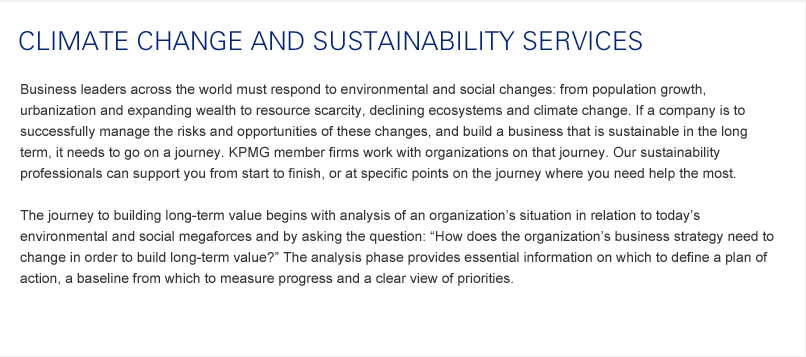 CLIMATE CHANGE AND SUSTAINABILITY SERVICES
Business leaders across the world must respond to environmental and social changes: from population growth,
urbanization and expanding wealth to resource scarcity, declining ecosystems and climate change. If a company is to
successfully manage the risks and opportunities of these changes, and build a business that is sustainable in the long
term, it needs to go on a journey. KPMG member firms work with organizations on that journey. Our sustainability
professionals can support you from start to finish, or at specific points on the journey where you need help the most.
The journey to building long-term value begins with analysis of an organization’s situation in relation to today’s
environmental and social megaforces and by asking the question: “How does the organization’s business strategy need to
change in order to build long-term value?” The analysis phase provides essential information on which to define a plan of
action, a baseline from which to measure progress and a clear view of priorities.